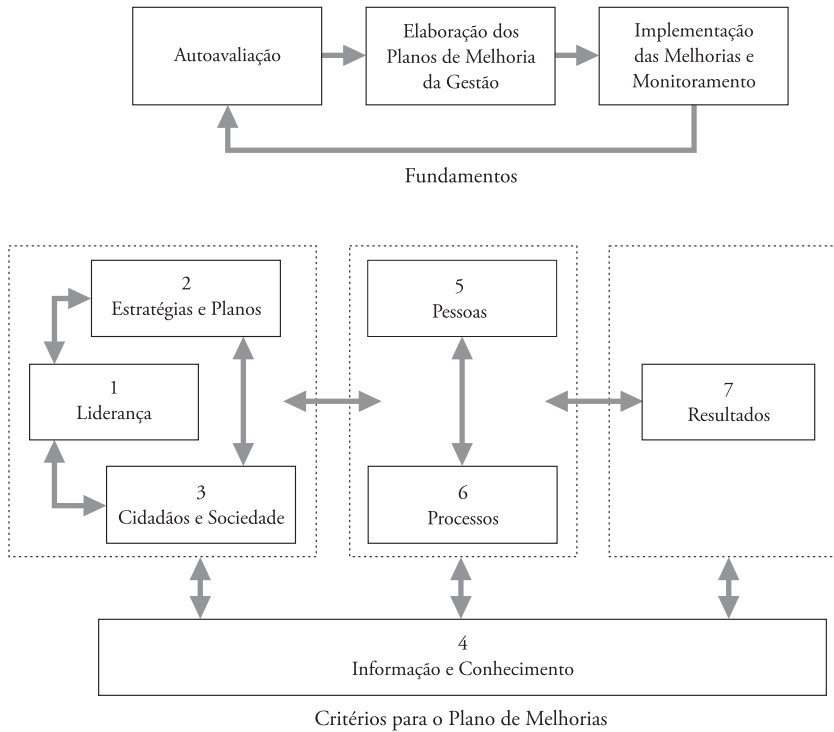 Autoavaliação
Elaboração dos
Planos de Melhoria
da Gestão
Implementação
das Melhorias e
Monitoramento
Fundamentos
2
Estratégias e Planos
1
Liderança
3
Cidadãos e Sociedade
5
Pessoas
6
Processos
7
Resultados
4
Informação e Conhecimento
Critérios para o Plano de Melhorias